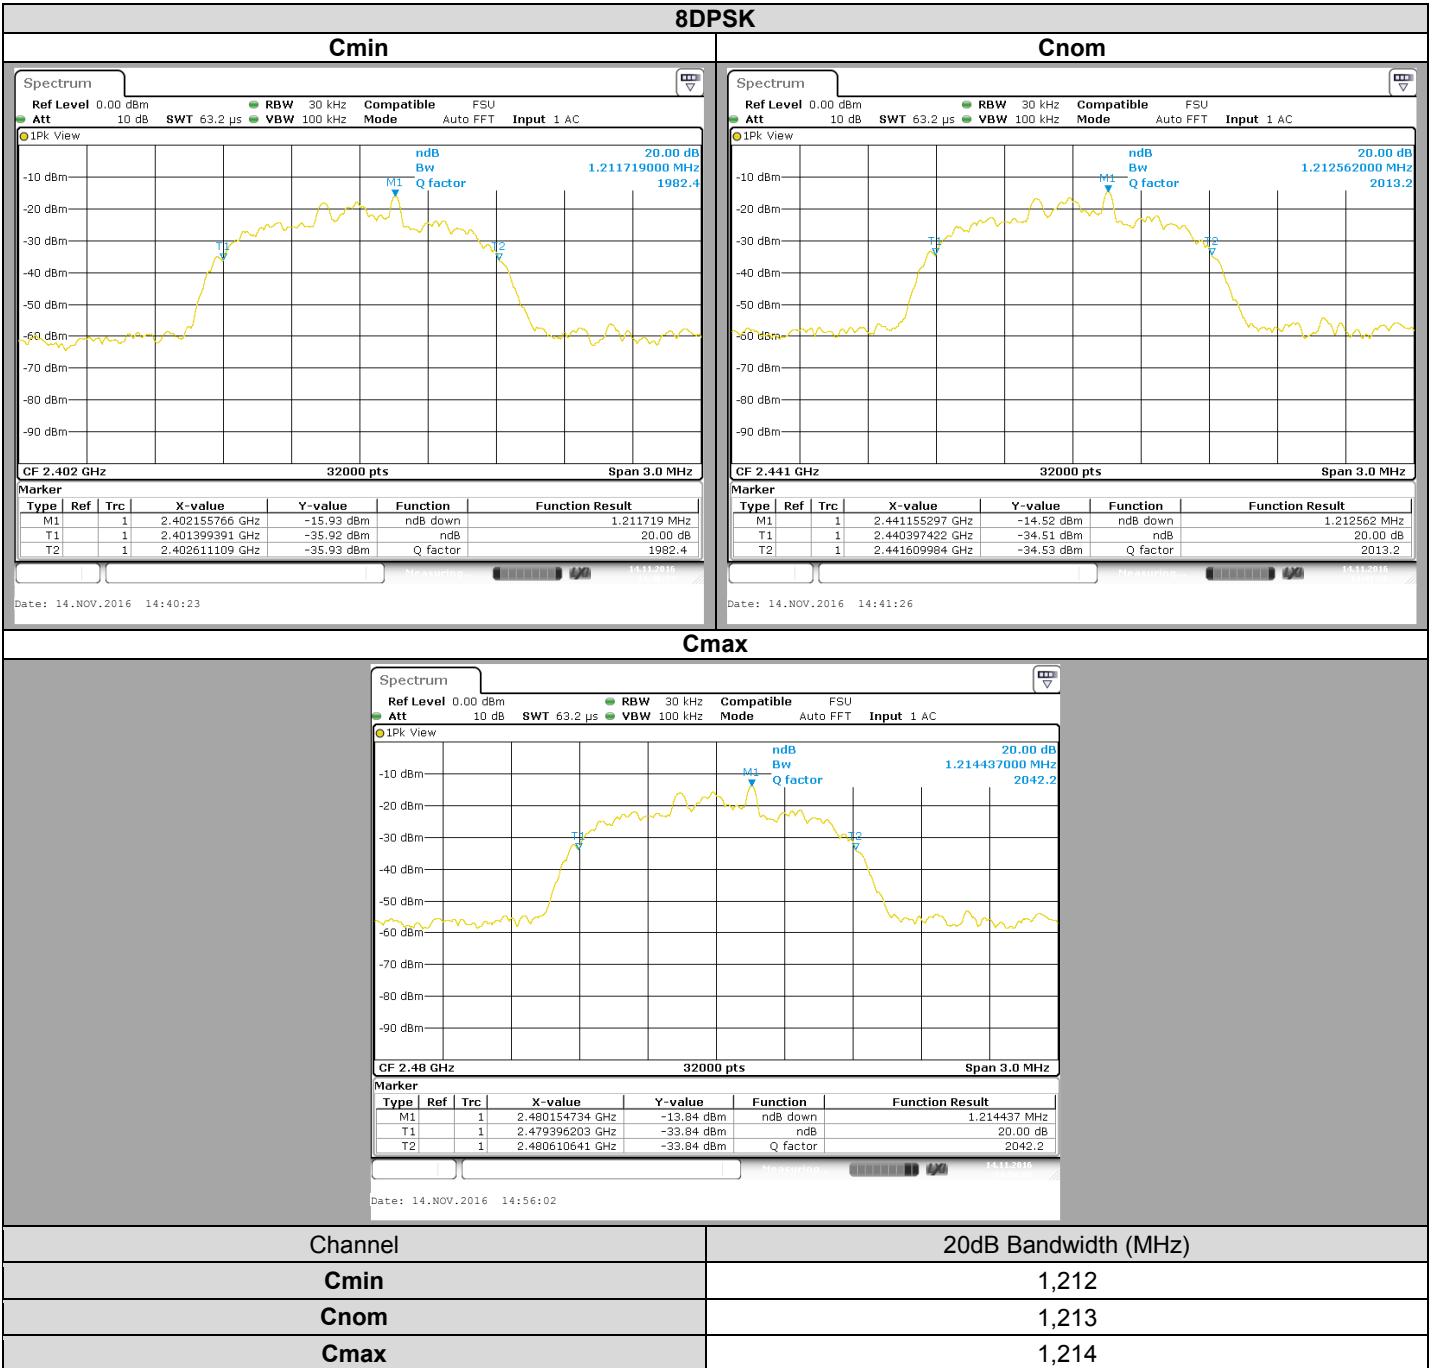 8DPSK
Cmin
Cnom
Spectrum
Ref Level 0.00 dBm RBW 30 kHz Compatible FSU
Att 10 dB SWT 63.2 µs VBW 100 kHz Mode Auto FFT Input 1 AC
1Pk View
ndB 20.00 dB
Bw 1.211719000 MHz
M1 Q factor 1982.4
-10 dBm
-20 dBm
-30 dBm
T1 T2
-40 dBm
-50 dBm
-60 dBm
-70 dBm
-80 dBm
-90 dBm
CF 2.402 GHz 32000 pts Span 3.0 MHz
Marker
Type Ref Trc X-value Y-value Function Function Result
M1 1 2.402155766 GHz -15.93 dBm ndB down 1.211719 MHz
T1 1 2.401399391 GHz -35.92 dBm ndB 20.00 dB
T2 1 2.402611109 GHz -35.93 dBm Q factor 1982.4
Measuring... 14.11.2016
Date: 14.NOV.2016 14:40:23
Spectrum
Ref Level 0.00 dBm RBW 30 kHz Compatible FSU
Att 10 dB SWT 63.2 µs VBW 100 kHz Mode Auto FFT Input 1 AC
1Pk View
ndB 20.00 dB
Bw 1.212562000 MHz
M1 Q factor 2013.2
-10 dBm
-20 dBm
-30 dBm
T1 T2
-40 dBm
-50 dBm
-60 dBm
-70 dBm
-80 dBm
-90 dBm
CF 2.441 GHz 32000 pts Span 3.0 MHz
Marker
Type Ref Trc X-value Y-value Function Function Result
M1 1 2.441155297 GHz -14.52 dBm ndB down 1.212562 MHz
T1 1 2.440397422 GHz -34.51 dBm ndB 20.00 dB
T2 1 2.441609984 GHz -34.53 dBm Q factor 2013.2
Measuring... 14.11.2016
Date: 14.NOV.2016 14:41:26
Cmax
Spectrum
Ref Level 0.00 dBm RBW 30 kHz Compatible FSU
Att 10 dB SWT 63.2 µs VBW 100 kHz Mode Auto FFT Input 1 AC
1Pk View
ndB 20.00 dB
Bw 1.214437000 MHz
M1 Q factor 2042.2
-10 dBm
-20 dBm
-30 dBm
T1 T2
-40 dBm
-50 dBm
-60 dBm
-70 dBm
-80 dBm
-90 dBm
CF 2.48 GHz 32000 pts Span 3.0 MHz
Marker
Type Ref Trc X-value Y-value Function Function Result
M1 1 2.480154734 GHz -13.84 dBm ndB down 1.214437 MHz
T1 1 2.479396203 GHz -33.84 dBm ndB 20.00 dB
T2 1 2.480610641 GHz -33.84 dBm Q factor 2042.2
Measuring... 14.11.2016
Date: 14.NOV.2016 14:56:02
Channel 20dB Bandwidth (MHz)
Cmin 1,212
Cnom 1,213
Cmax 1,214